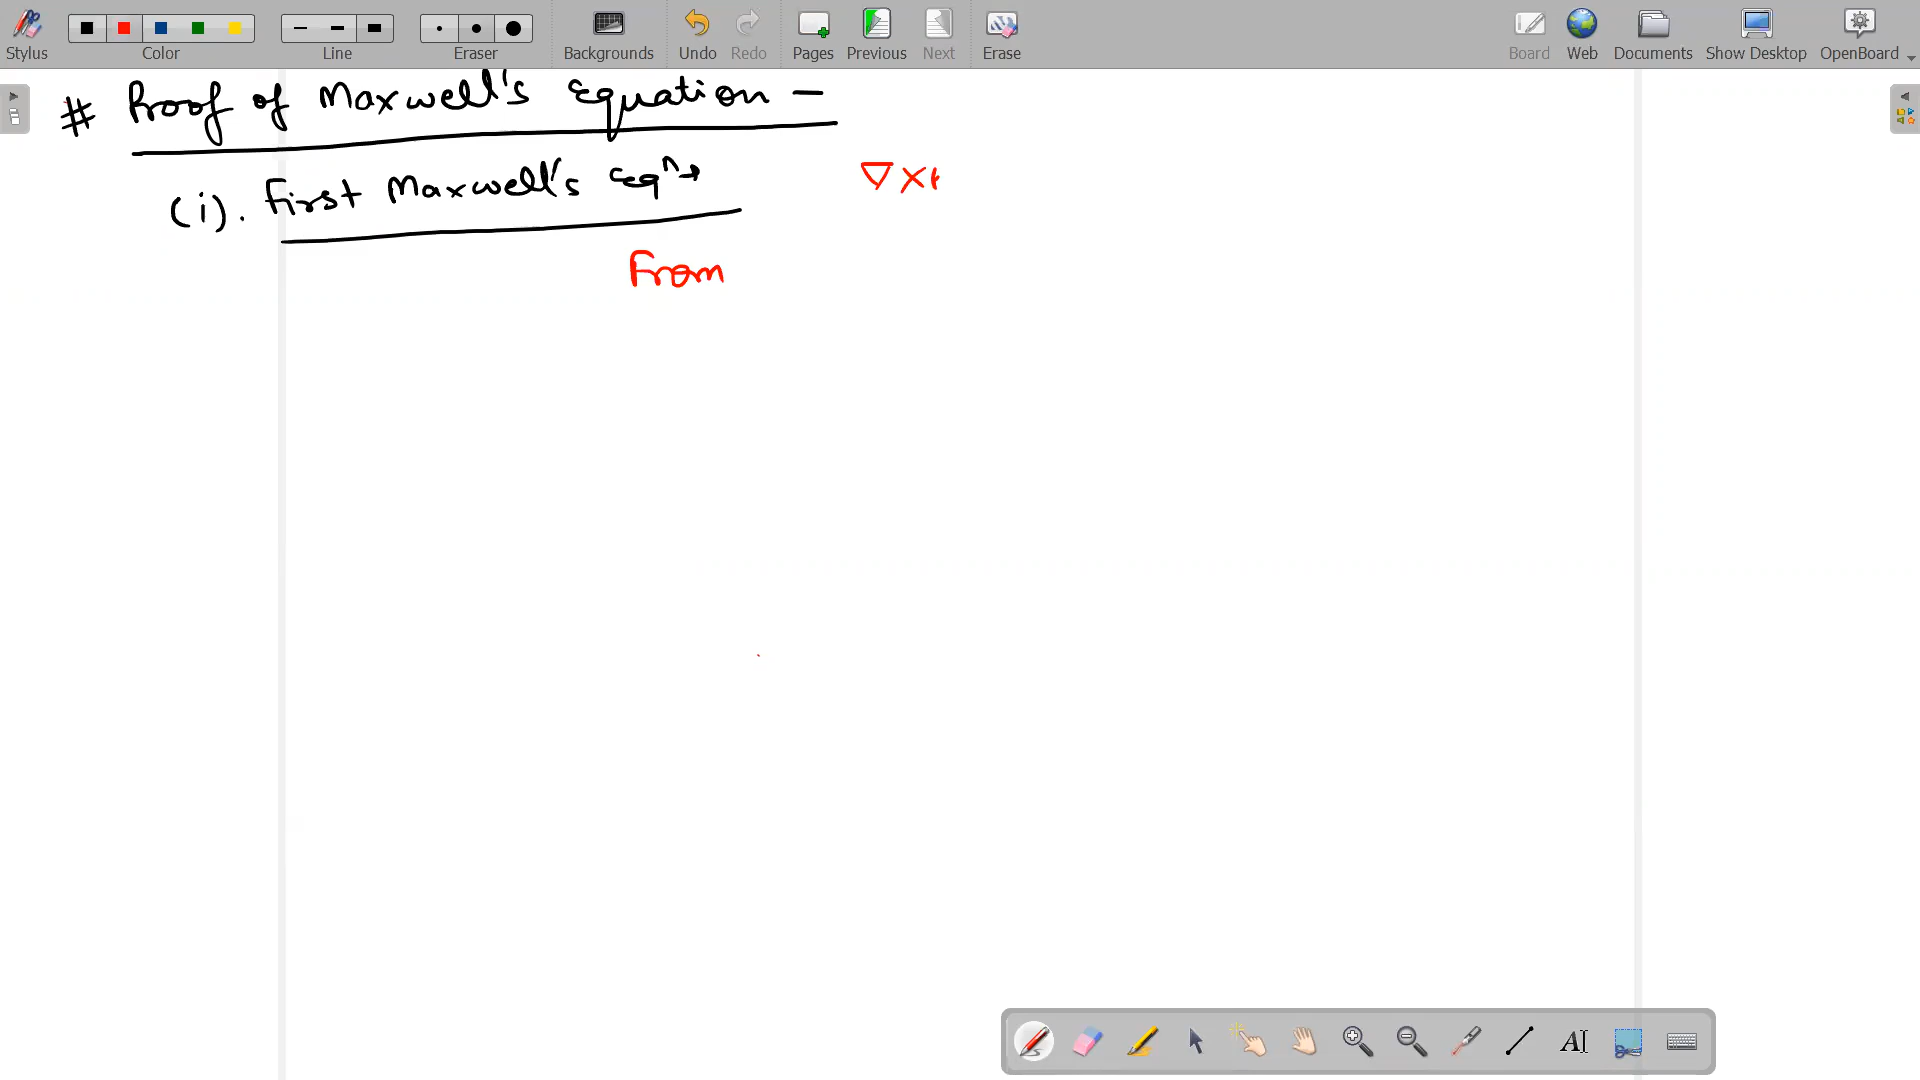 Stylus Color Line Eraser Backgrounds Undo Redo Pages Previous Next Erase Board Web Documents Show Desktop OpenBoard
# Proof of Maxwell's Equation -
(i). First Maxwell's eqⁿ→
∇ ×
From